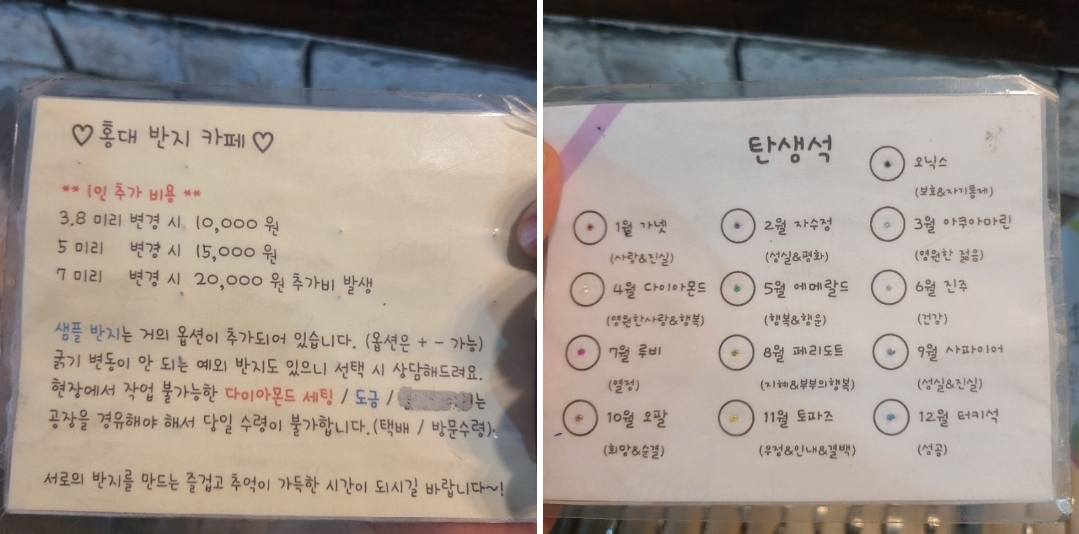 ♡홍대 반지 카페♡
** 1인 추가 비용 **
3.8 미리 변경 시 10,000 원
5 미리 변경 시 15,000 원
7 미리 변경 시 20,000 원 추가비 발생
샘플 반지는 거의 옵션이 추가되어 있습니다. (옵션은 + - 가능)
굵기 변동이 안 되는 예외 반지도 있으니 선택 시 상담해드려요.
현장에서 작업 불가능한 다이아몬드 세팅 / 도금 / 는
공장을 경유해야 해서 당일 수령이 불가합니다.(택배 / 방문수령).
서로의 반지를 만드는 즐겁고 추억이 가득한 시간이 되시길 바랍니다~!
탄생석
오닉스
(보호&자기통제)
1월 가넷
(사랑&진실)
2월 자수정
(성실&평화)
3월 아쿠아마린
(영원한 젊음)
4월 다이아몬드
(영원한사랑&행복)
5월 에메랄드
(행복&행운)
6월 진주
(건강)
7월 루비
(열정)
8월 페리도트
(지혜&부부의행복)
9월 사파이어
(성실&진실)
10월 오팔
(희망&순결)
11월 토파즈
(우정&인내&결백)
12월 터키석
(성공)